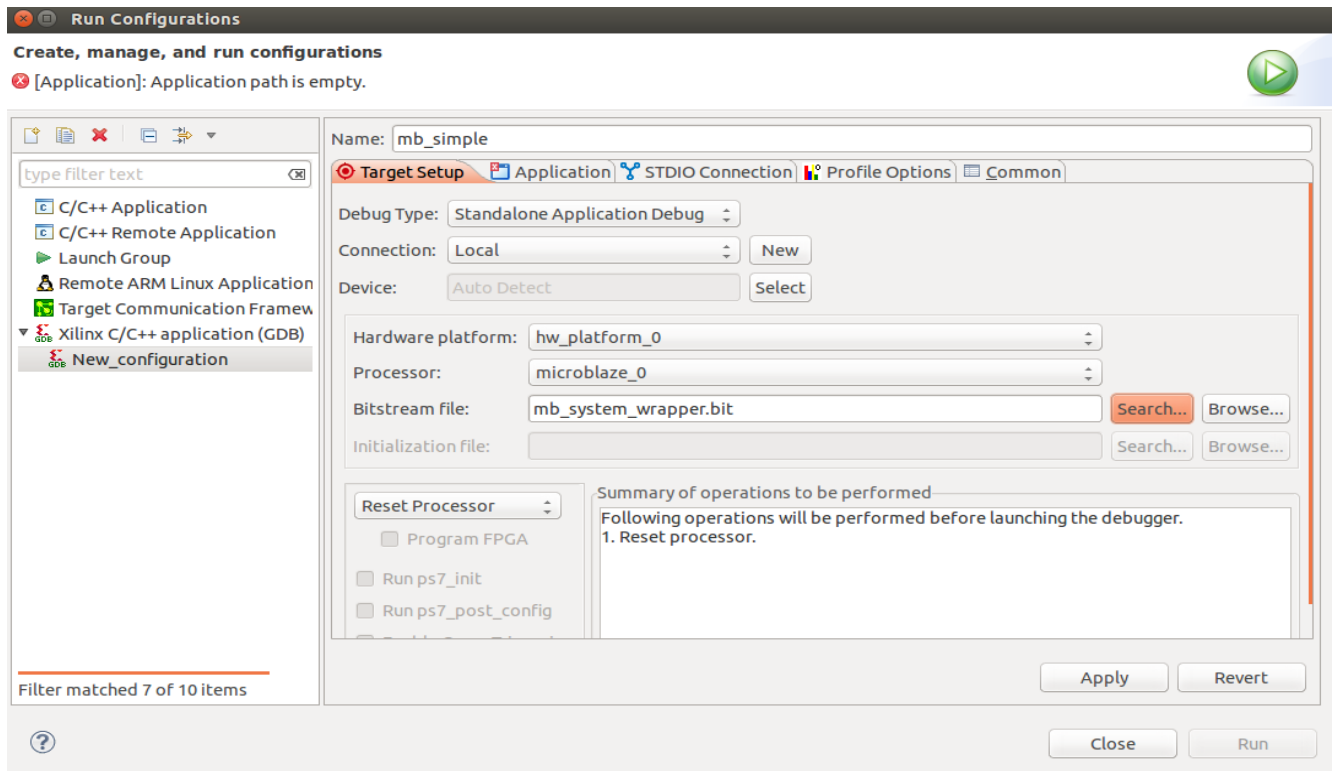 Run Configurations
Create, manage, and run configurations
[Application]: Application path is empty.
type filter text
C/C++ Application
C/C++ Remote Application
Launch Group
Remote ARM Linux Application
Target Communication Framew
Xilinx C/C++ application (GDB)
New_configuration
Filter matched 7 of 10 items
Name: mb_simple
Target Setup Application STDIO Connection Profile Options Common
Debug Type: Standalone Application Debug
Connection: Local New
Device: Auto Detect Select
Hardware platform: hw_platform_0
Processor: microblaze_0
Bitstream file: mb_system_wrapper.bit Search... Browse...
Initialization file: Search... Browse...
Reset Processor
Program FPGA
Run ps7_init
Run ps7_post_config
Summary of operations to be performed
Following operations will be performed before launching the debugger.
1. Reset processor.
Apply Revert
Close Run